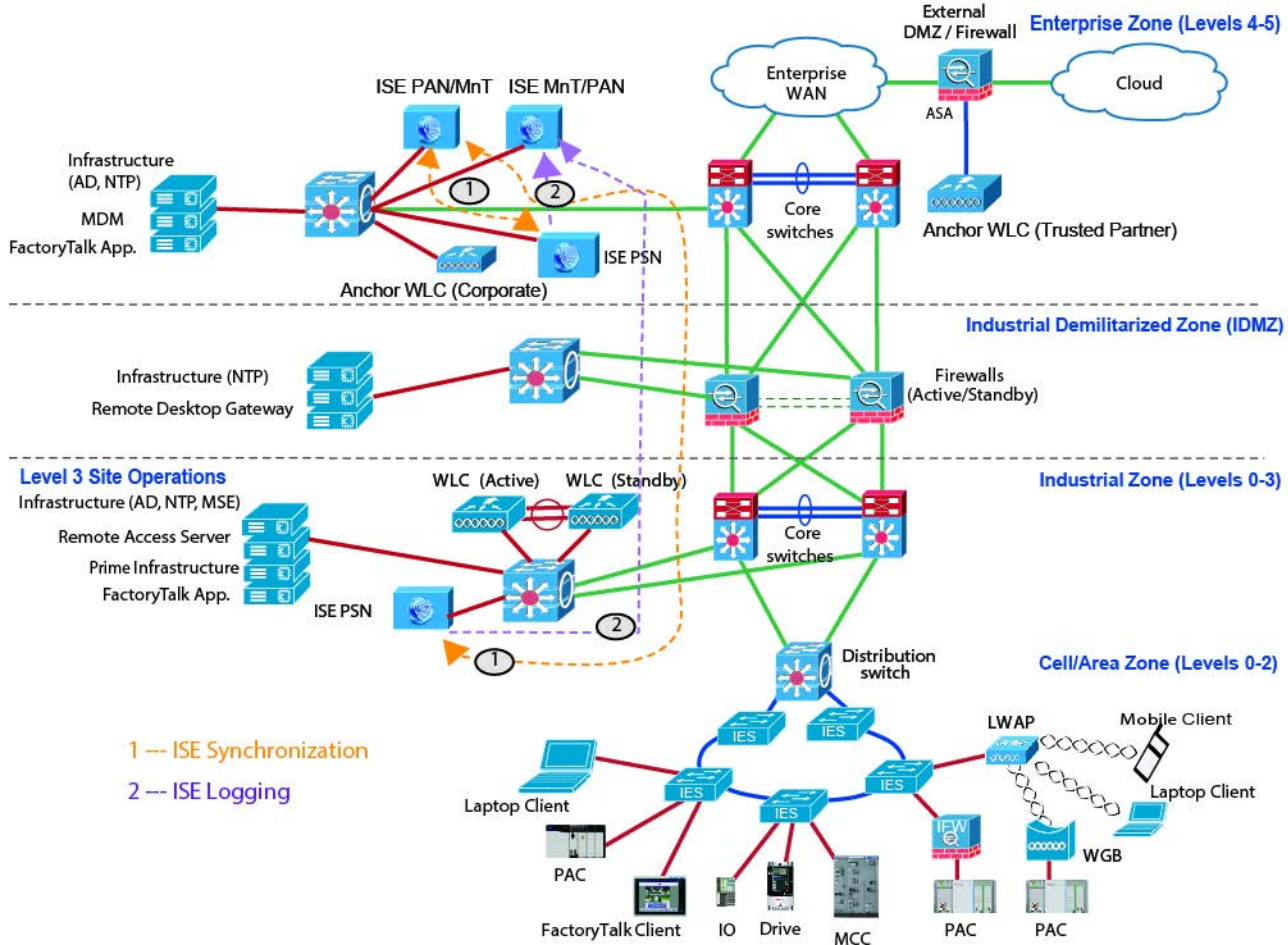 External
DMZ / Firewall
Enterprise Zone (Levels 4-5)
Enterprise
WAN
Cloud
ASA
ISE PAN/MnT
ISE MnT/PAN
Infrastructure
(AD, NTP)
MDM
FactoryTalk App.
1
2
Core
switches
Anchor WLC (Trusted Partner)
ISE PSN
Anchor WLC (Corporate)
Industrial Demilitarized Zone (IDMZ)
Infrastructure (NTP)
Remote Desktop Gateway
Firewalls
(Active/Standby)
Level 3 Site Operations
Industrial Zone (Levels 0-3)
Infrastructure (AD, NTP, MSE)
Remote Access Server
Prime Infrastructure
FactoryTalk App.
WLC (Active)
WLC (Standby)
Core
switches
ISE PSN
2
1
Distribution
switch
Cell/Area Zone (Levels 0-2)
1 --- ISE Synchronization
2 --- ISE Logging
IES
IES
IES
IES
IES
LWAP
Mobile Client
Laptop Client
Laptop Client
IFW
WGB
PAC
FactoryTalk Client
IO
Drive
MCC
PAC
PAC